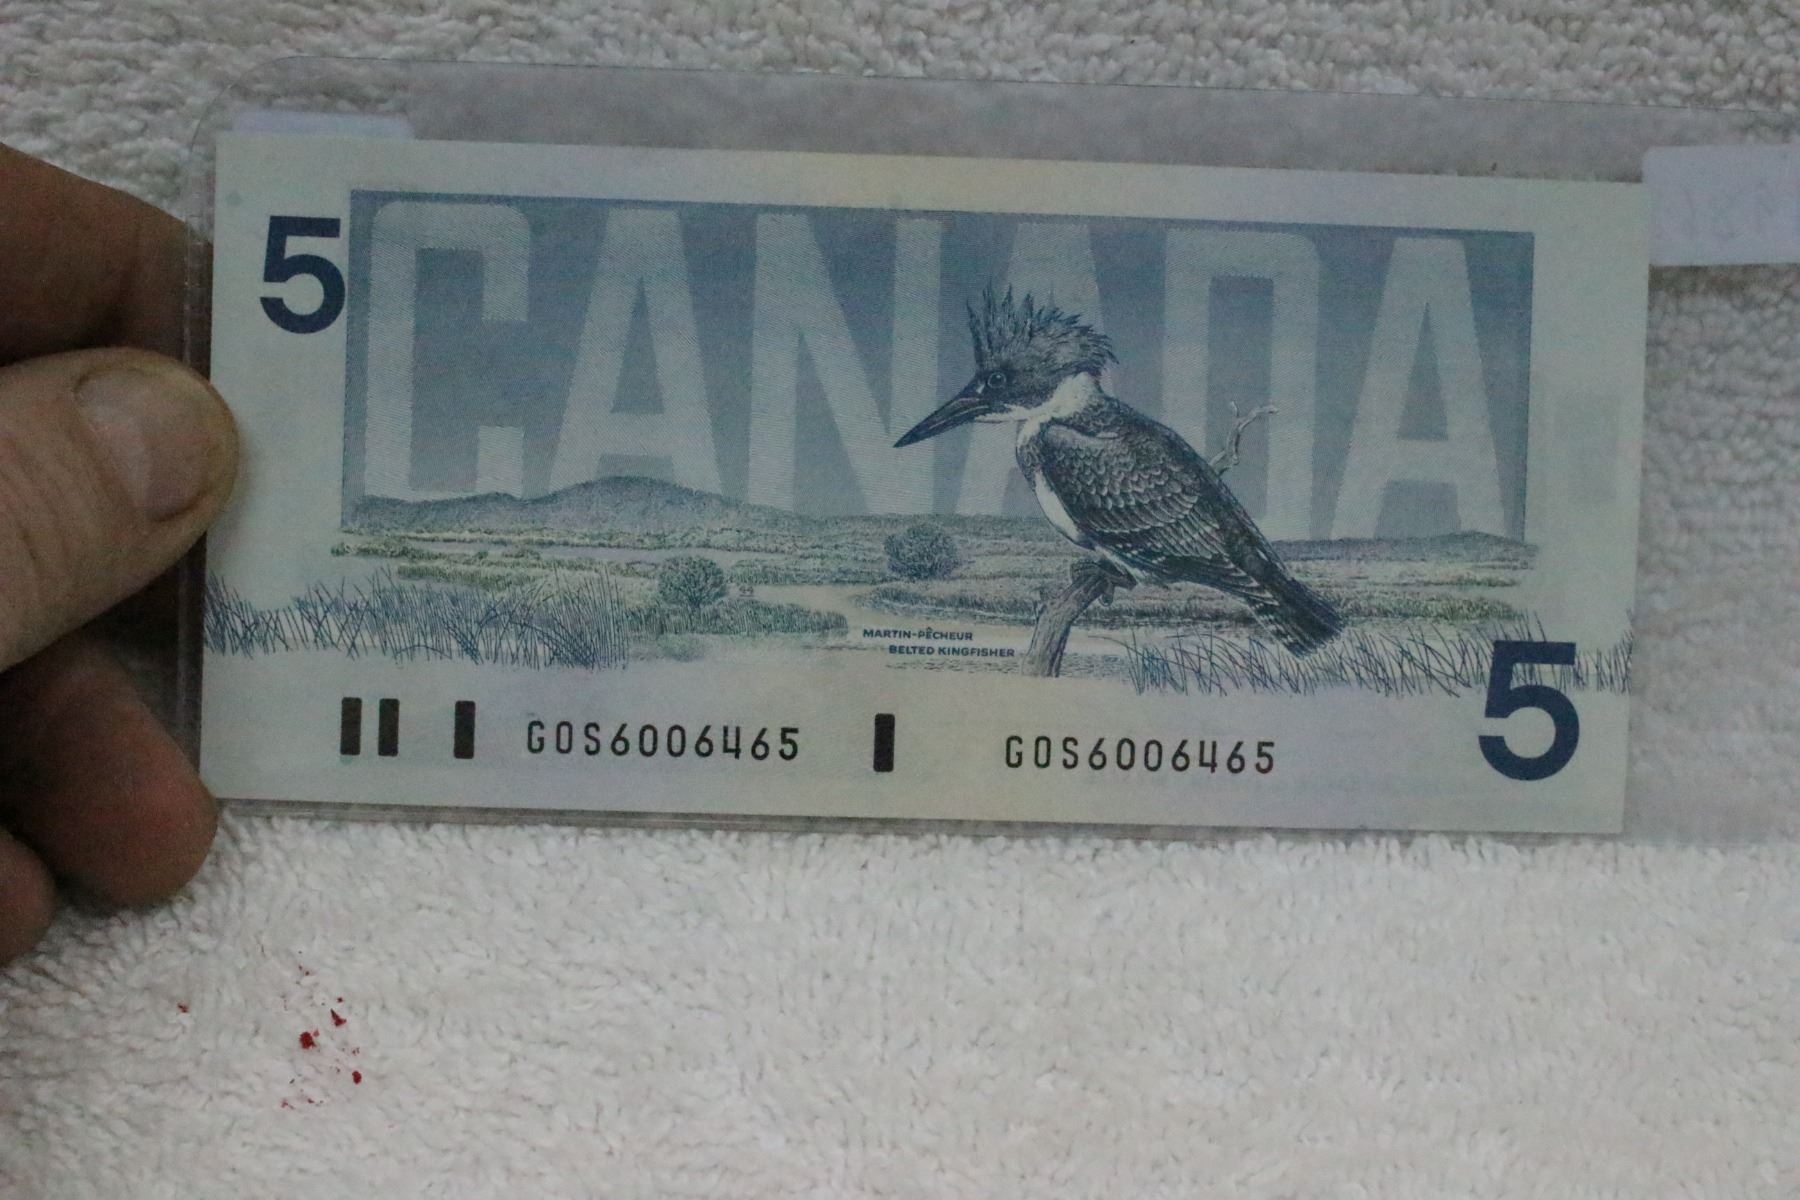 5
CANADA
MARTIN-PÊCHEUR
BELTED KINGFISHER
GOS6006465
GOS6006465
5